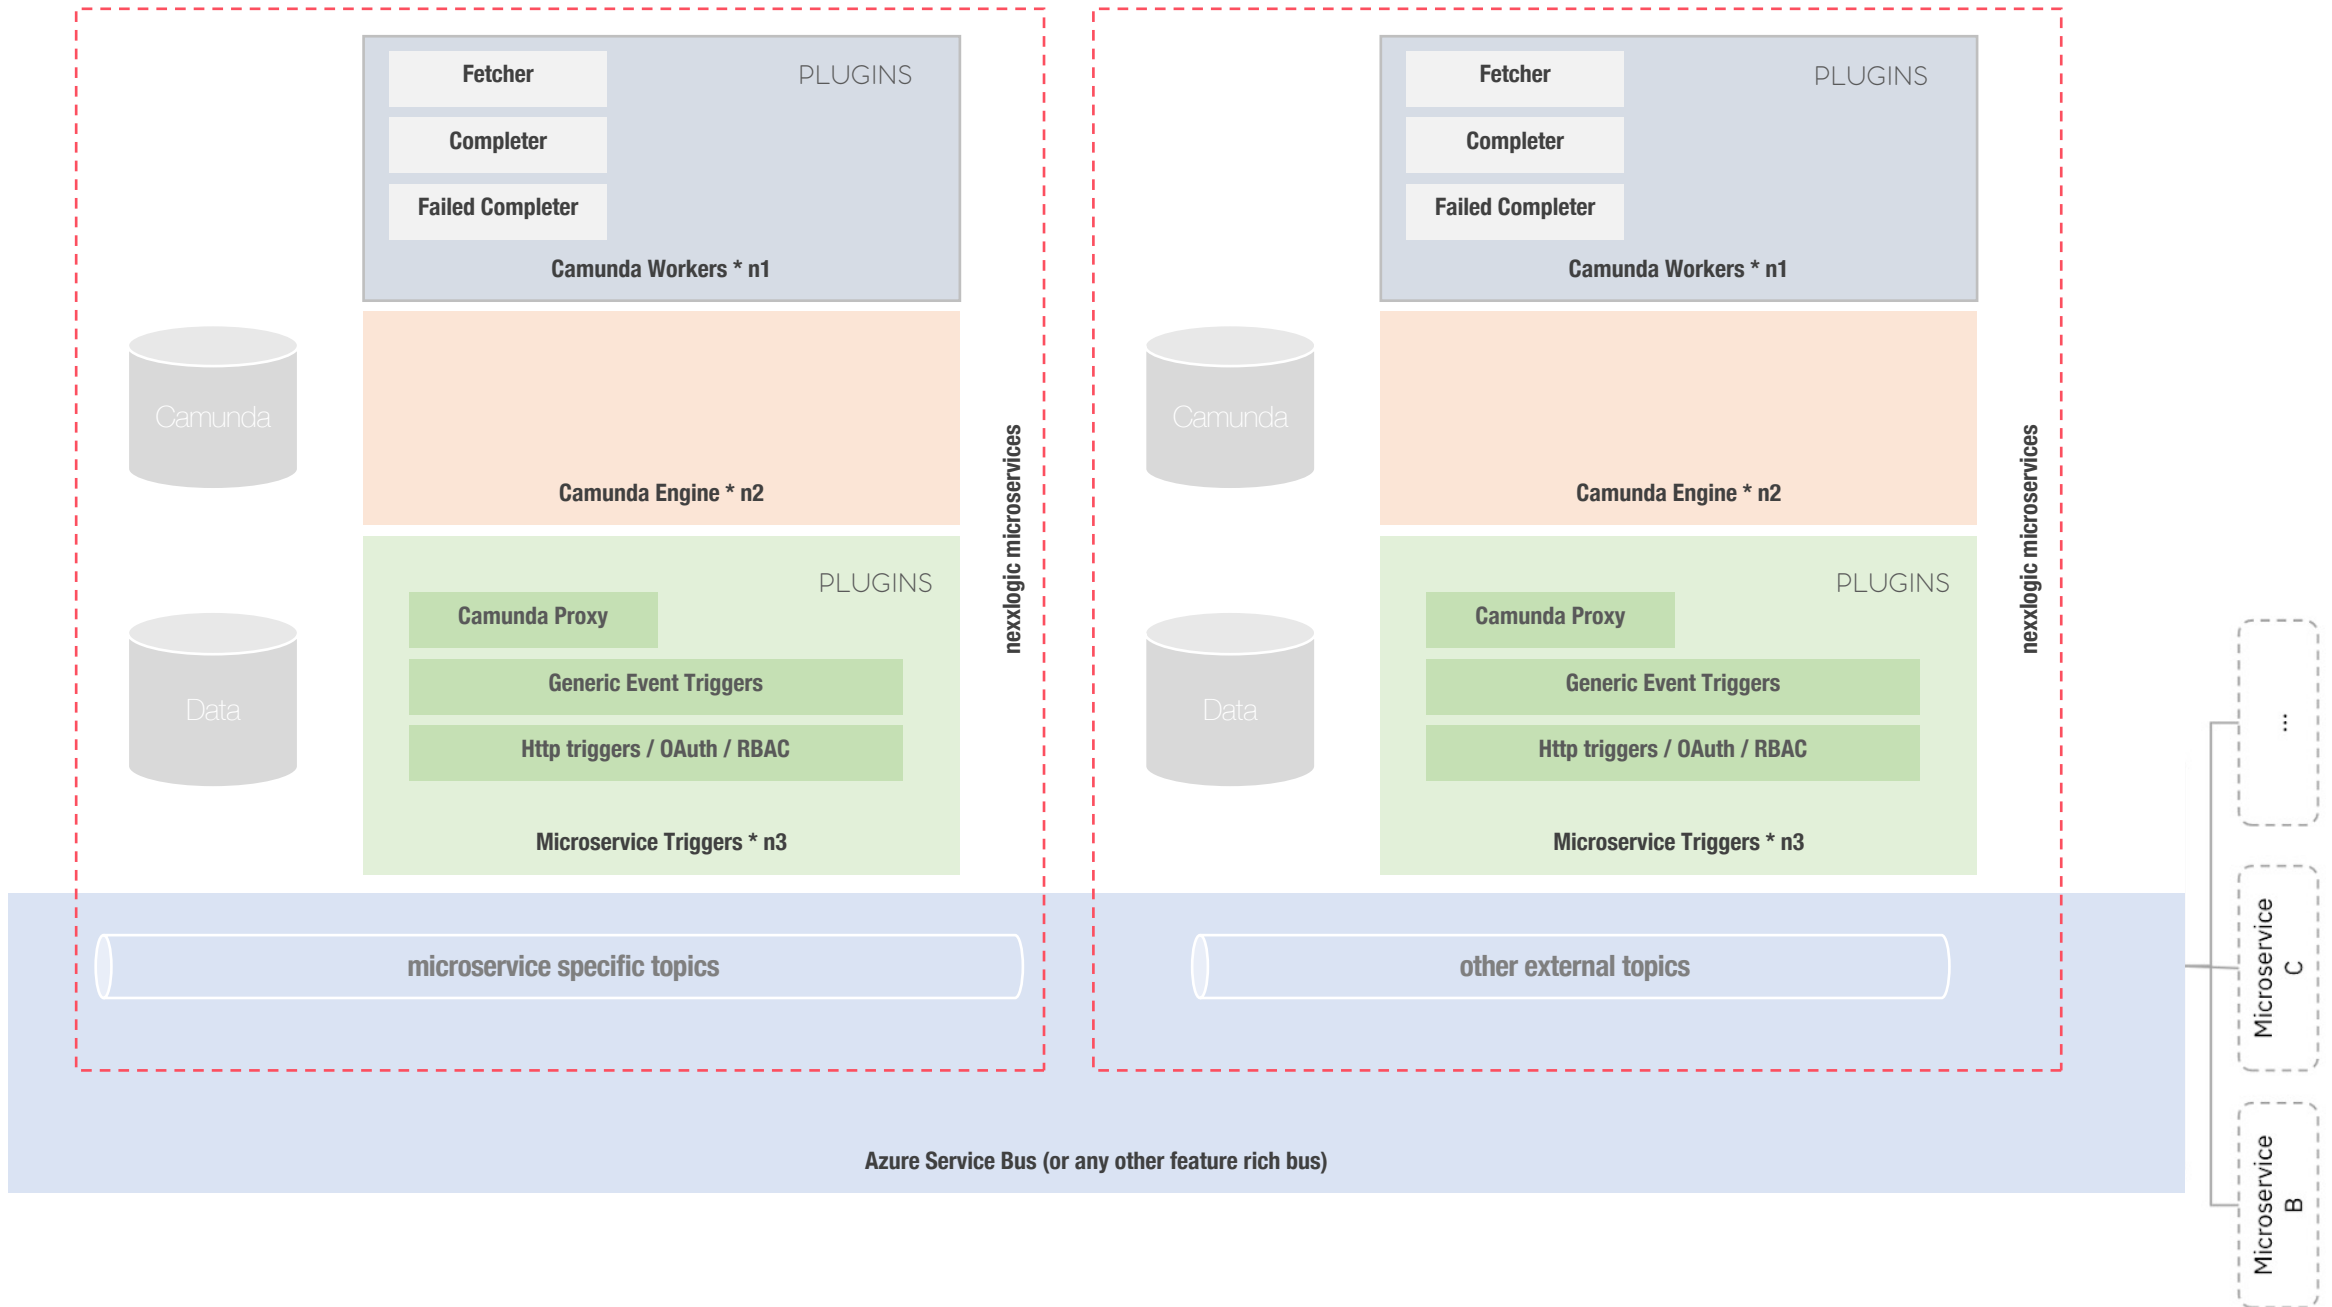 Fetcher
PLUGINS
Completer
Failed Completer
Camunda Workers * n1
Camunda
Camunda Engine * n2
nexxlogic microservices
PLUGINS
Camunda Proxy
Generic Event Triggers
Data
Http triggers / OAuth / RBAC
Microservice Triggers * n3
microservice specific topics
Fetcher
PLUGINS
Completer
Failed Completer
Camunda Workers * n1
Camunda
Camunda Engine * n2
nexxlogic microservices
PLUGINS
Camunda Proxy
Generic Event Triggers
Data
Http triggers / OAuth / RBAC
Microservice Triggers * n3
other external topics
Azure Service Bus (or any other feature rich bus)
...
Microservice
C
Microservice
B